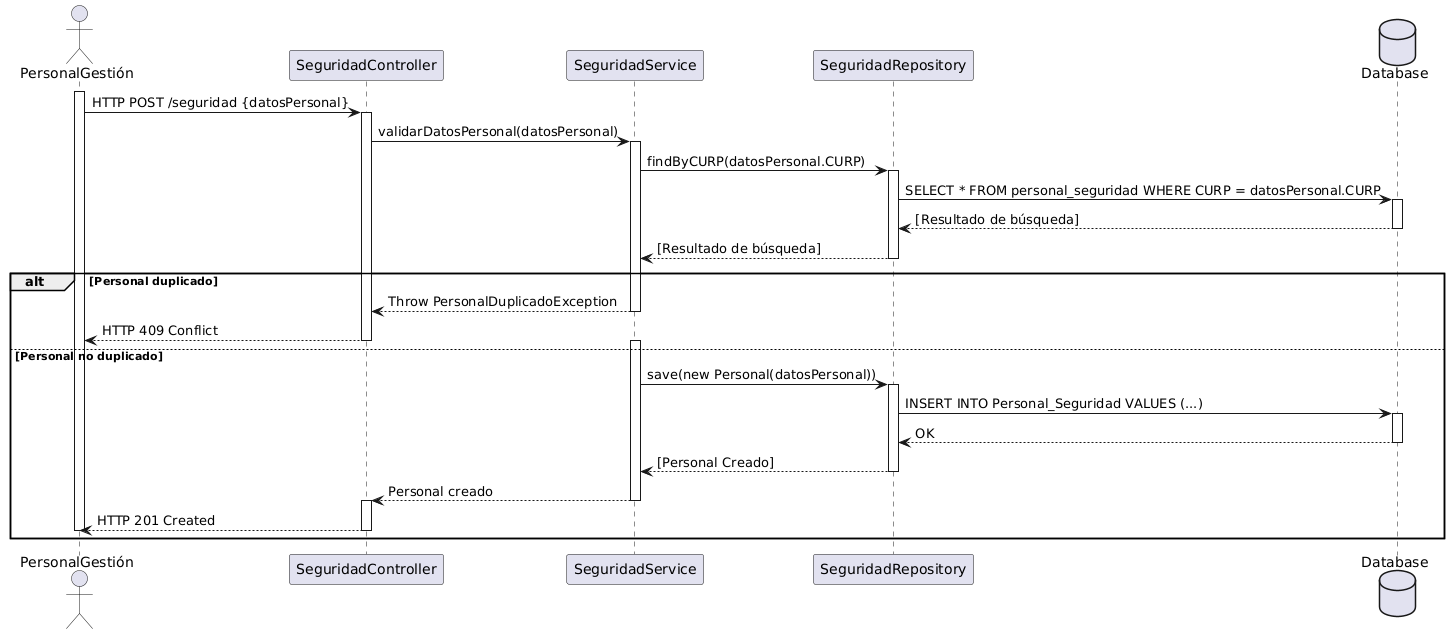 PersonalGestión
SeguridadController
SeguridadService
SeguridadRepository
Database
HTTP POST /seguridad {datosPersonal}
validarDatosPersonal(datosPersonal)
findByCURP(datosPersonal.CURP)
SELECT * FROM personal_seguridad WHERE CURP = datosPersonal.CURP
[Resultado de búsqueda]
[Resultado de búsqueda]
alt [Personal duplicado]
Throw PersonalDuplicadoException
HTTP 409 Conflict
[Personal no duplicado]
save(new Personal(datosPersonal))
INSERT INTO Personal_Seguridad VALUES (...)
OK
[Personal Creado]
Personal creado
HTTP 201 Created
PersonalGestión
SeguridadController
SeguridadService
SeguridadRepository
Database